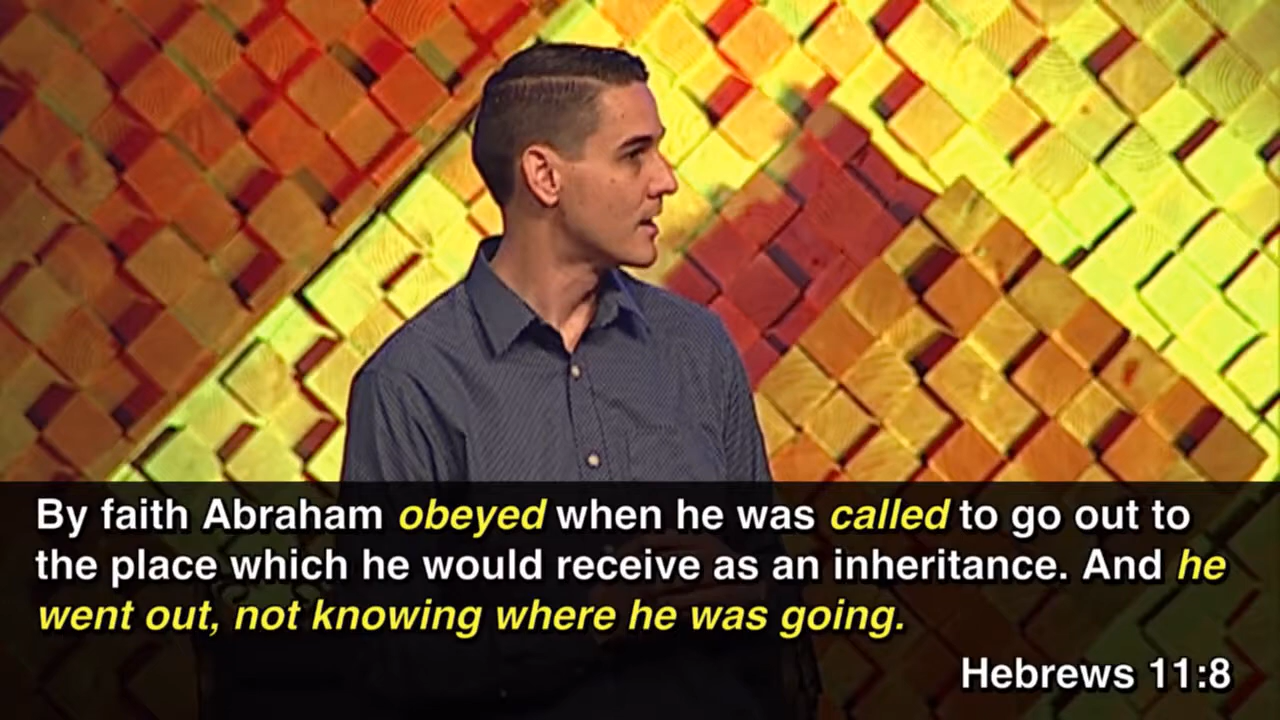 By faith Abraham obeyed when he was called to go out to
the place which he would receive as an inheritance. And he
went out, not knowing where he was going.
Hebrews 11:8